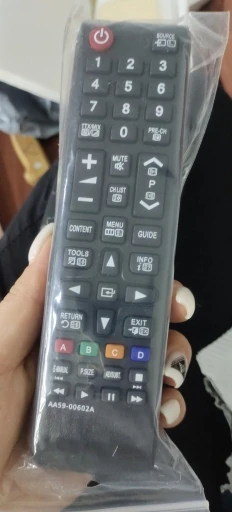 SOURCE
1 2 3
4 5 6
7 8 9
TTX/MIX 0 PRE-CH
MUTE
P
CH LIST
CONTENT MENU GUIDE
TOOLS INFO
RETURN EXIT
A B C D
E-MANUAL P.SIZE
AA59-00602A